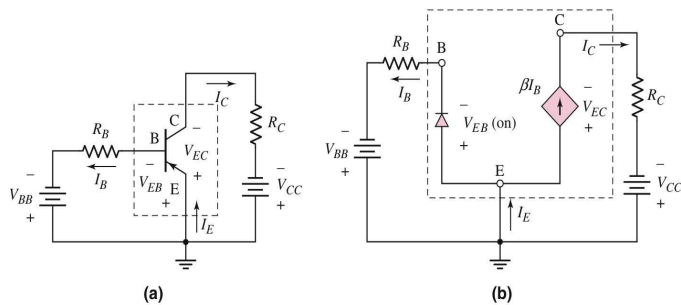 C
I_C
R_B
B
C
−
V_EC
+
R_C
I_B
−
V_EB
+
E
−
V_BB
+
−
V_CC
+
I_E
(a)
C
I_C
R_B
B
I_B
βI_B
−
V_EC
+
R_C
−
V_EB (on)
+
−
V_BB
+
E
−
V_CC
+
I_E
(b)